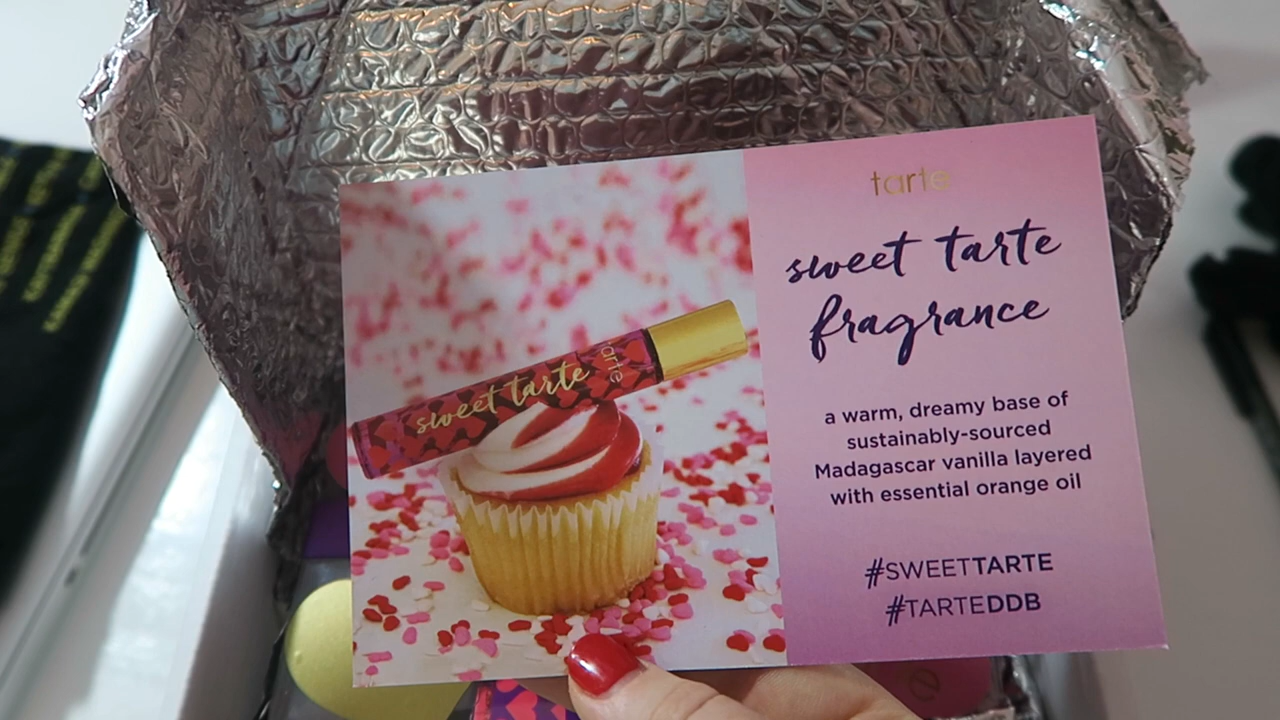 tarte
sweet tarte
fragrance
a warm, dreamy base of
sustainably-sourced
Madagascar vanilla layered
with essential orange oil
#SWEETTARTE
#TARTEDDB
sweet tarte
tarte